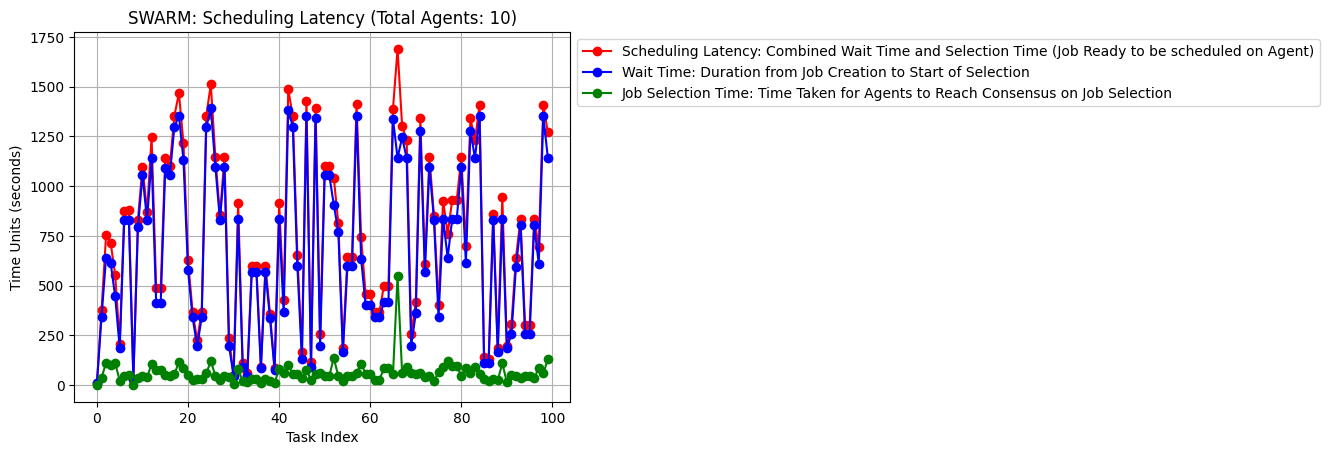 SWARM: Scheduling Latency (Total Agents: 10)
Scheduling Latency: Combined Wait Time and Selection Time (Job Ready to be scheduled on Agent)
Wait Time: Duration from Job Creation to Start of Selection
Job Selection Time: Time Taken for Agents to Reach Consensus on Job Selection
Time Units (seconds)
1750
1500
1250
1000
750
500
250
0
0 20 40 60 80 100
Task Index